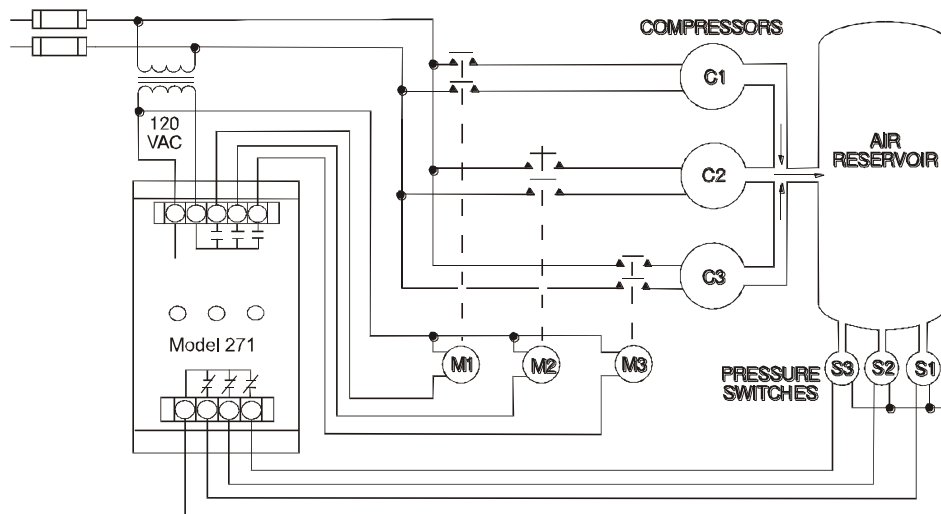 COMPRESSORS
C1
120
VAC
AIR
RESERVOIR
C2
C3
Model 271
M1
M2
M3
S3
S2
S1
PRESSURE
SWITCHES